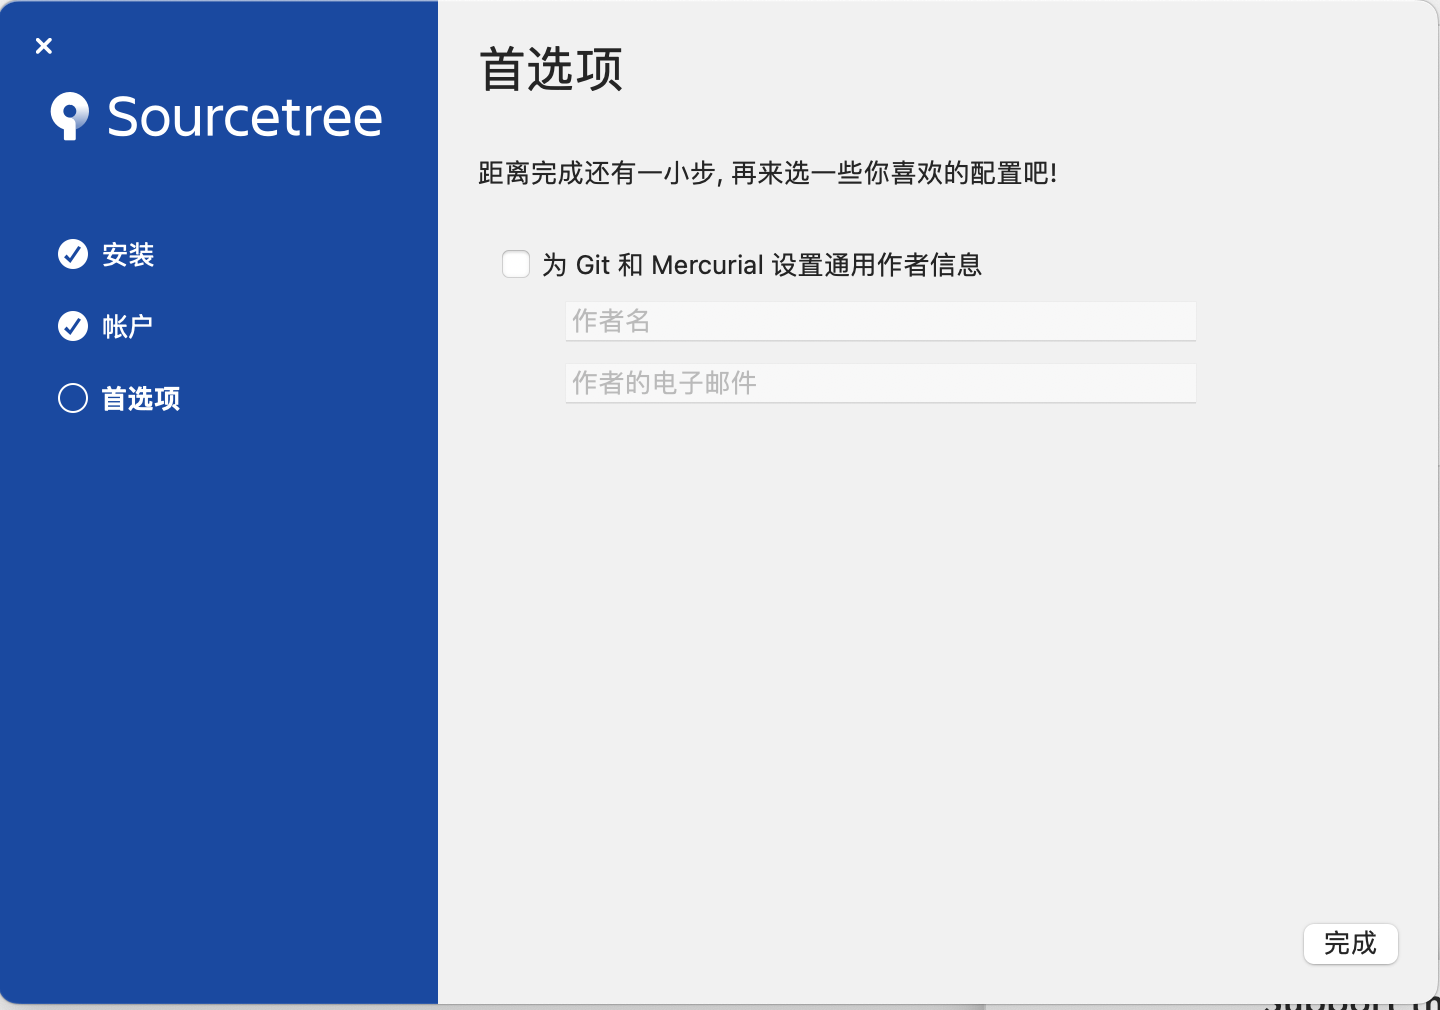 Sourcetree
安装
帐户
首选项
首选项
距离完成还有一小步, 再来选一些你喜欢的配置吧!
为 Git 和 Mercurial 设置通用作者信息
作者名
作者的电子邮件
完成